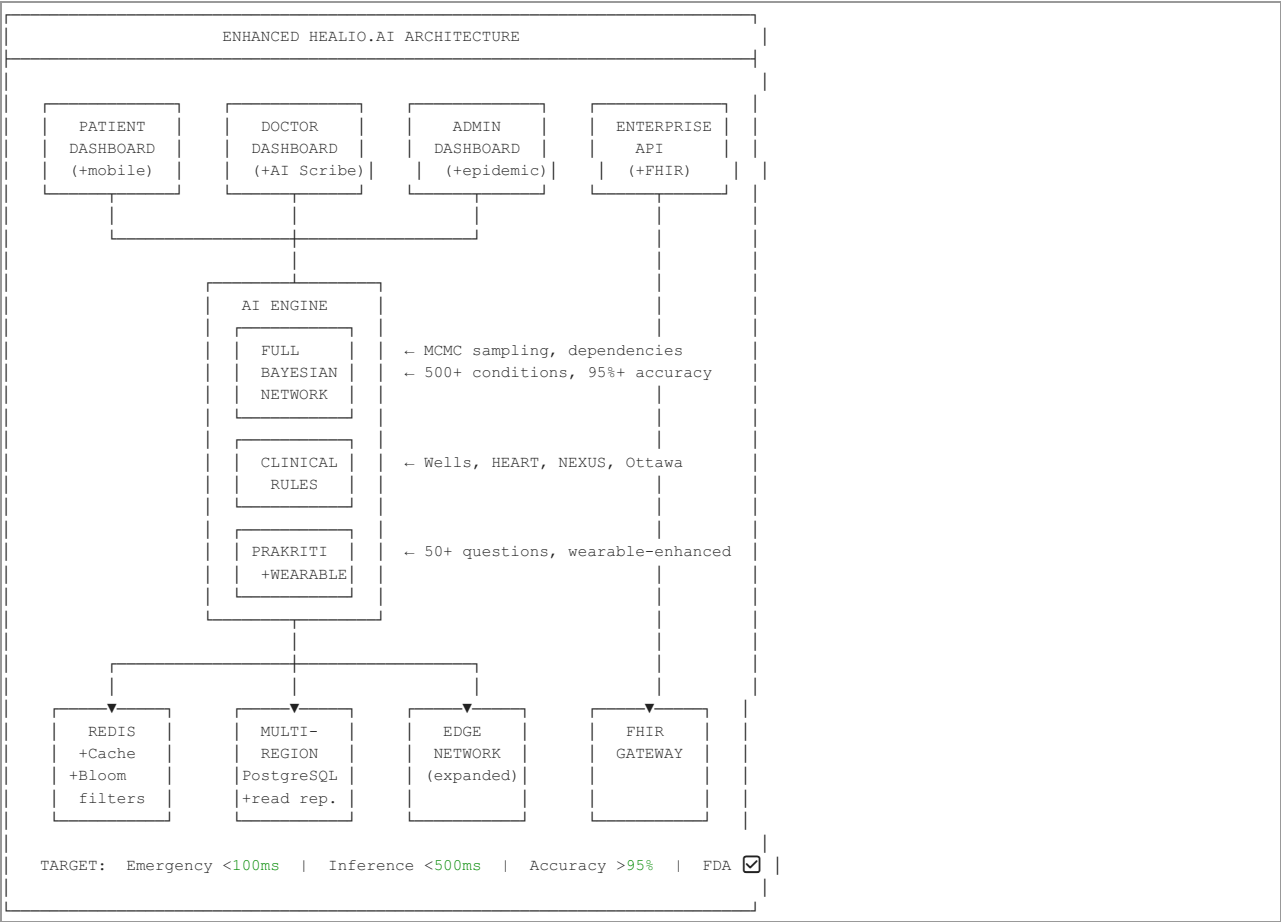 ENHANCED HEALIO.AI ARCHITECTURE
PATIENT DOCTOR ADMIN ENTERPRISE
DASHBOARD DASHBOARD DASHBOARD API
(+mobile) (+AI Scribe) (+epidemic) (+FHIR)
AI ENGINE
FULL ← MCMC sampling, dependencies
BAYESIAN ← 500+ conditions, 95%+ accuracy
NETWORK
CLINICAL ← Wells, HEART, NEXUS, Ottawa
RULES
PRAKRITI ← 50+ questions, wearable-enhanced
+WEARABLE
REDIS MULTI- EDGE FHIR
+Cache REGION NETWORK GATEWAY
+Bloom PostgreSQL (expanded)
filters +read rep.
TARGET: Emergency <100ms | Inference <500ms | Accuracy >95% | FDA ☑